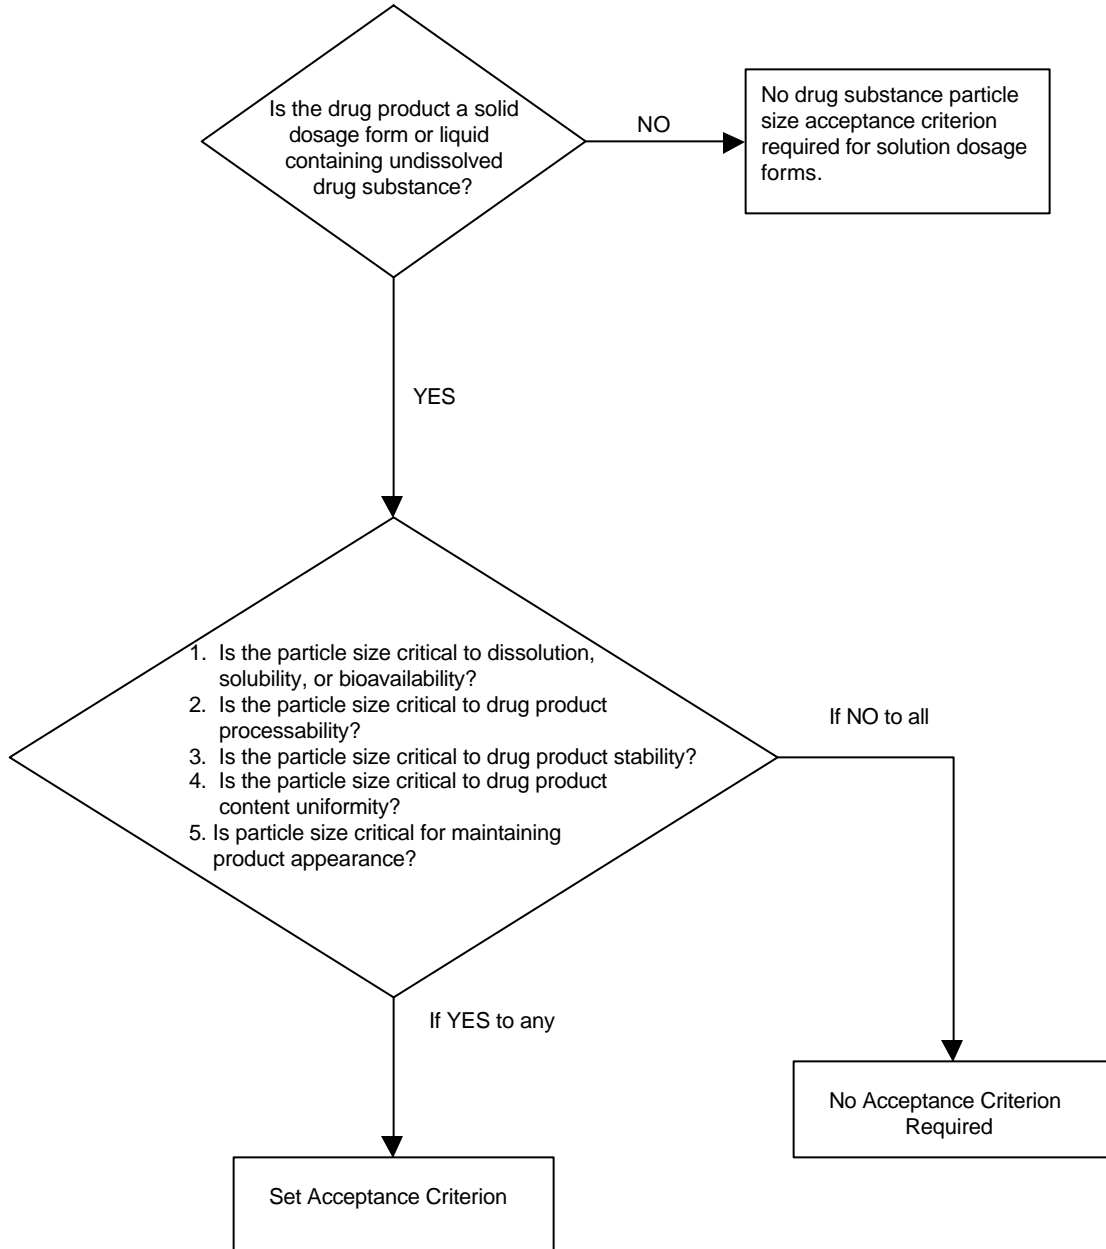 Is the drug product a solid
dosage form or liquid
containing undissolved
drug substance?
NO
No drug substance particle
size acceptance criterion
required for solution dosage
forms.
YES
1. Is the particle size critical to dissolution,
solubility, or bioavailability?
2. Is the particle size critical to drug product
processability?
3. Is the particle size critical to drug product stability?
4. Is the particle size critical to drug product
content uniformity?
5. Is particle size critical for maintaining
product appearance?
If NO to all
If YES to any
No Acceptance Criterion
Required
Set Acceptance Criterion